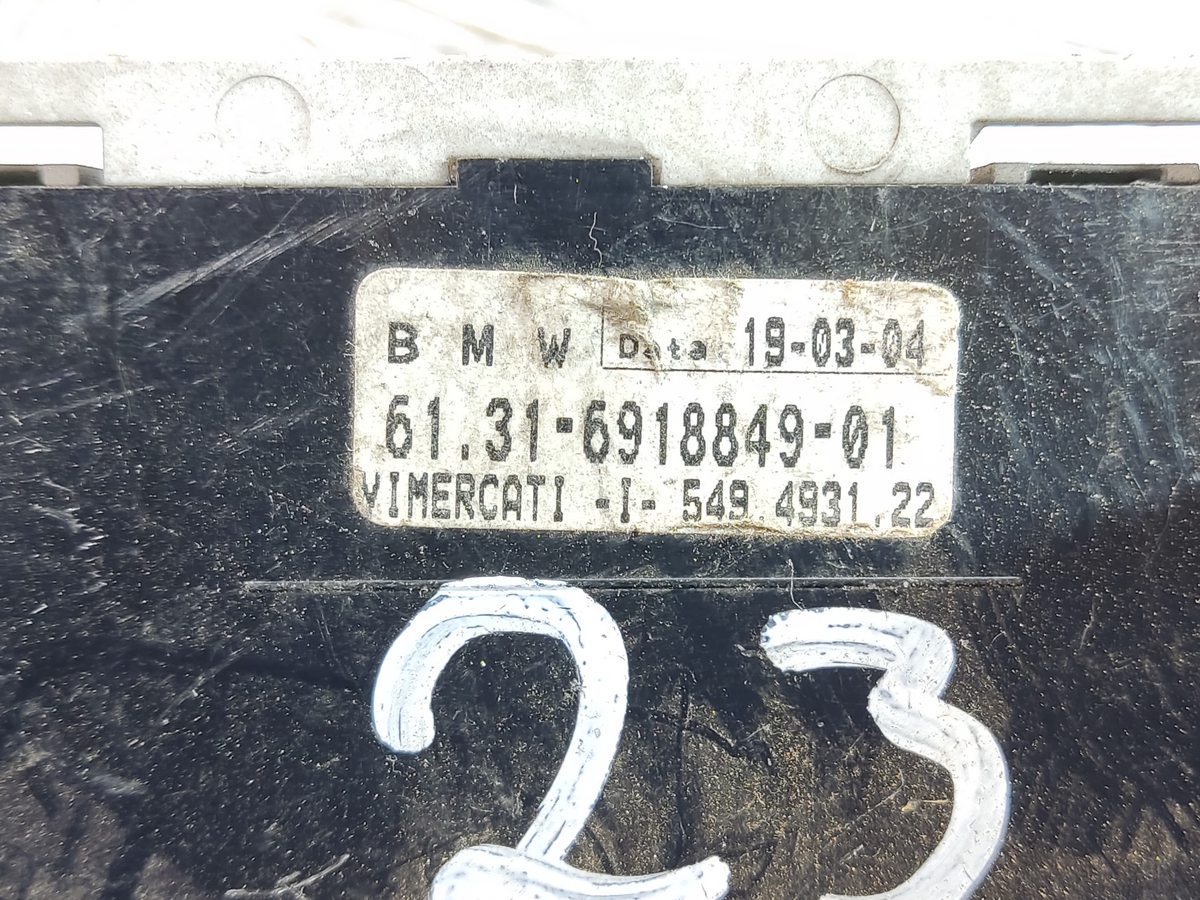 B M W Data 19-03-04
61.31-6918849-01
VIMERCATI -I- 549.4931.22
23